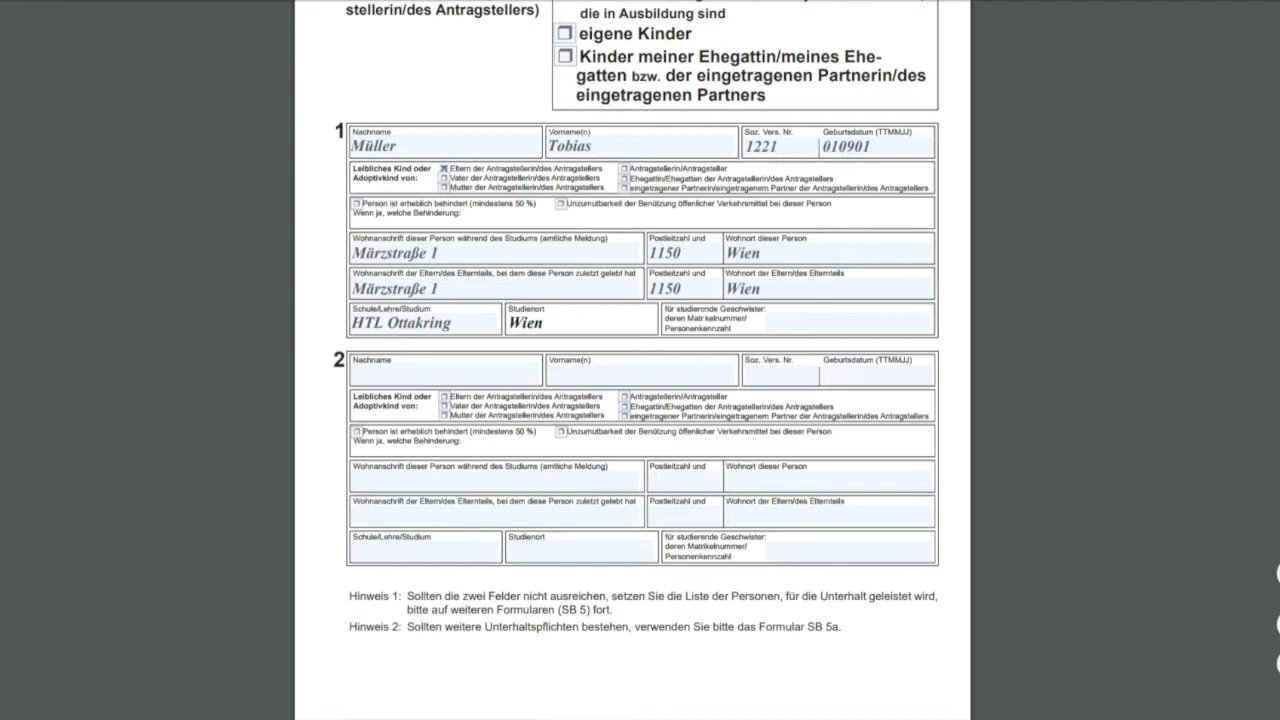 stellerin/des Antragstellers)
die in Ausbildung sind
eigene Kinder
Kinder meiner Ehegattin/meines Ehe-
gatten bzw. der eingetragenen Partnerin/des
eingetragenen Partners
1
Nachname Vorname(n) Soz. Vers. Nr. Geburtsdatum (TTMMJJ)
Müller Tobias 1221 010901
Leibliches Kind oder Adoptivkind von:
Eltern der Antragstellerin/des Antragstellers
Vater der Antragstellerin/des Antragstellers
Mutter der Antragstellerin/des Antragstellers
Antragstellerin/Antragsteller
Ehegattin/Ehegatten der Antragstellerin/des Antragstellers
eingetragener Partnerin/eingetragenem Partner der Antragstellerin/des Antragstellers
Person ist erheblich behindert (mindestens 50 %) Unzumutbarkeit der Benützung öffenlicher Verkehrsmittel bei dieser Person
Wenn ja, welche Behinderung:
Wohnanschrift dieser Person während des Studiums (amtliche Meldung) Postleitzahl und Wohnort dieser Person
Märzstraße 1 1150 Wien
Wohnanschrift der Eltern/des Elternteils, bei dem diese Person zuletzt gelebt hat Postleitzahl und Wohnort der Eltern/des Elternteils
Märzstraße 1 1150 Wien
Schule/Lehre/Studium Studienort für studierende Geschwister:
deren Matrikelnummer/
Personenkennzahl
HTL Ottakring Wien
2
Nachname Vorname(n) Soz. Vers. Nr. Geburtsdatum (TTMMJJ)
Leibliches Kind oder Adoptivkind von:
Eltern der Antragstellerin/des Antragstellers
Vater der Antragstellerin/des Antragstellers
Mutter der Antragstellerin/des Antragstellers
Antragstellerin/Antragsteller
Ehegattin/Ehegatten der Antragstellerin/des Antragstellers
eingetragener Partnerin/eingetragenem Partner der Antragstellerin/des Antragstellers
Person ist erheblich behindert (mindestens 50 %) Unzumutbarkeit der Benützung öffenlicher Verkehrsmittel bei dieser Person
Wenn ja, welche Behinderung:
Wohnanschrift dieser Person während des Studiums (amtliche Meldung) Postleitzahl und Wohnort dieser Person
Wohnanschrift der Eltern/des Elternteils, bei dem diese Person zuletzt gelebt hat Postleitzahl und Wohnort der Eltern/des Elternteils
Schule/Lehre/Studium Studienort für studierende Geschwister:
deren Matrikelnummer/
Personenkennzahl
Hinweis 1: Sollten die zwei Felder nicht ausreichen, setzen Sie die Liste der Personen, für die Unterhalt geleistet wird,
bitte auf weiteren Formularen (SB 5) fort.
Hinweis 2: Sollten weitere Unterhaltspflichten bestehen, verwenden Sie bitte das Formular SB 5a.